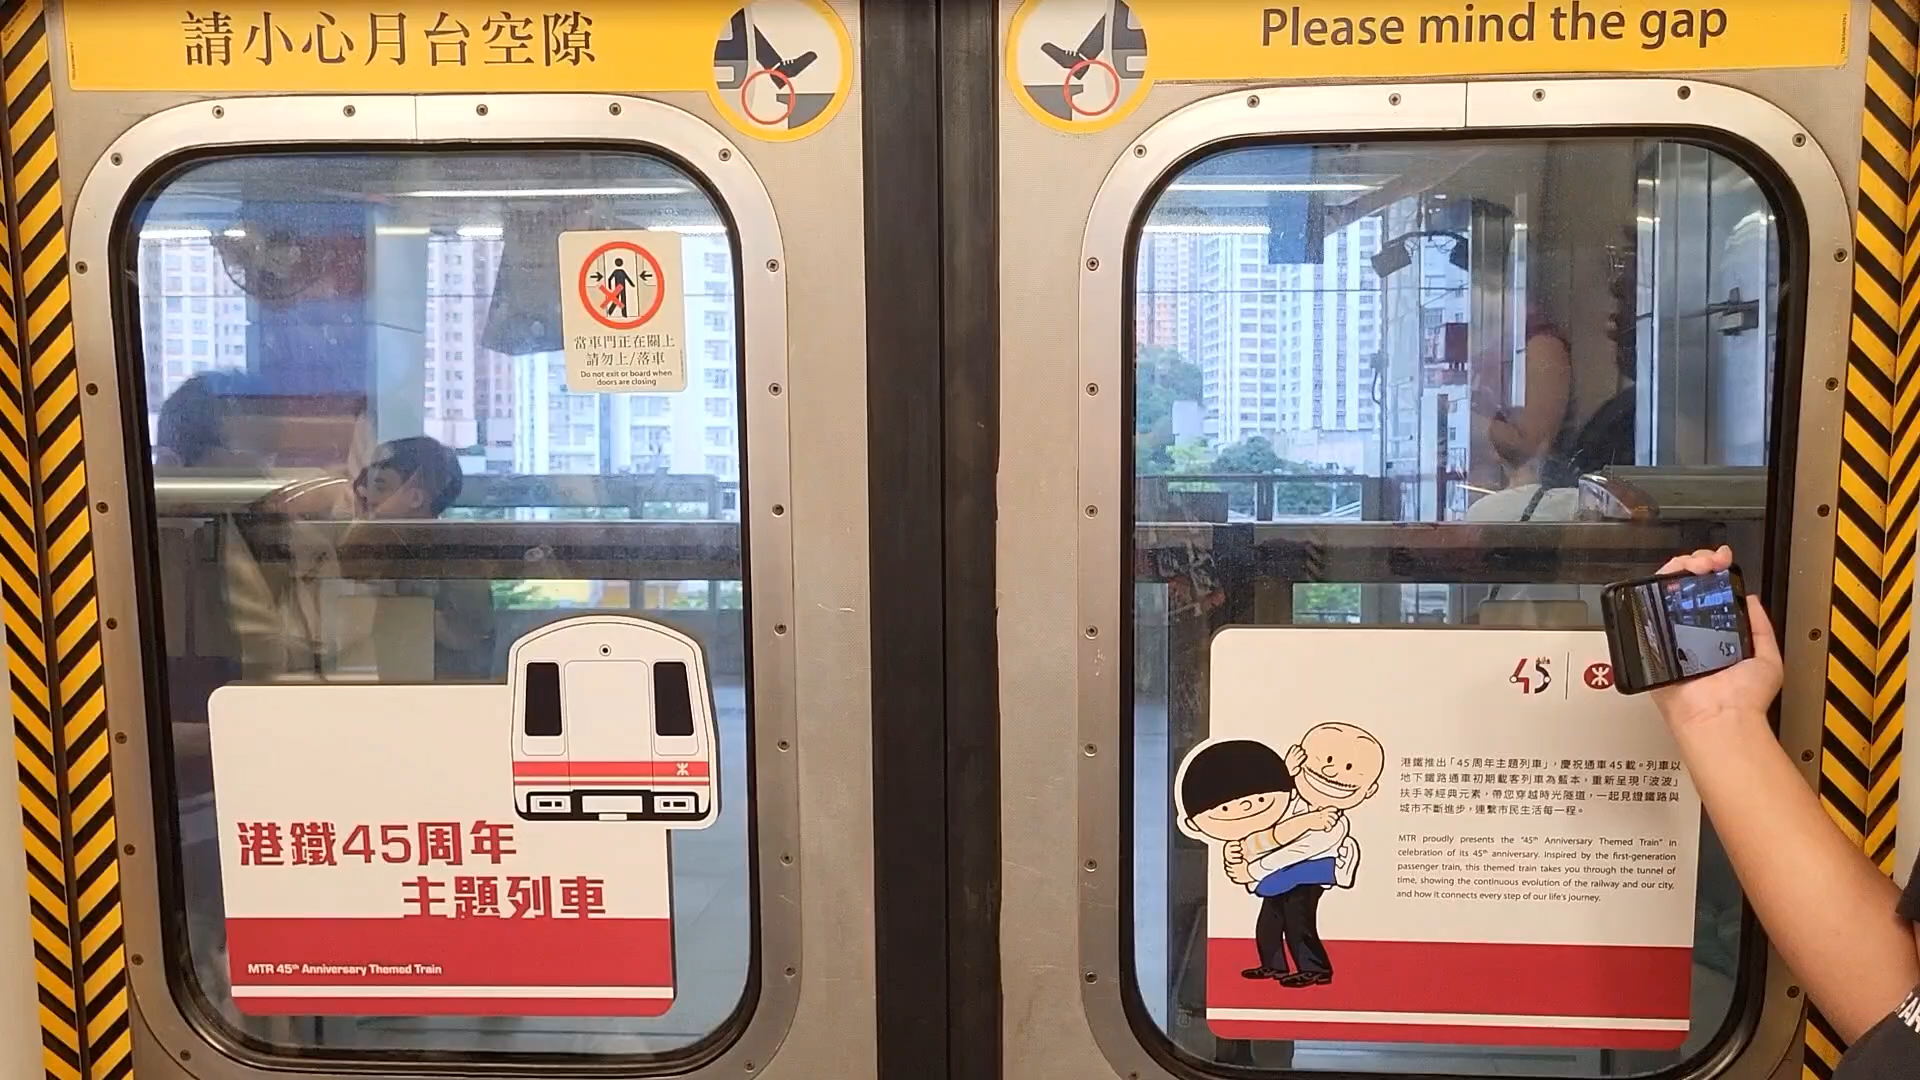 請小心月台空隙
Please mind the gap
當車門正在關上
請勿上/落車
Do not exit or board when
doors are closing
港鐵45周年
主題列車
MTR 45th Anniversary Themed Train
45
港鐵推出「45周年主題列車」，慶祝通車45載。列車以
地下鐵路通車初期載客列車為藍本，重新呈現「波波」
扶手等經典元素，帶您穿越時光隧道，一起見證鐵路與
城市不斷進步，連繫市民生活每一程。
MTR proudly presents the “45th Anniversary Themed Train” in
celebration of its 45th anniversary. Inspired by the first-generation
passenger train, this themed train takes you through the tunnel of
time, showing the continuous evolution of the railway and our city,
and how it connects every step of our life's journey.